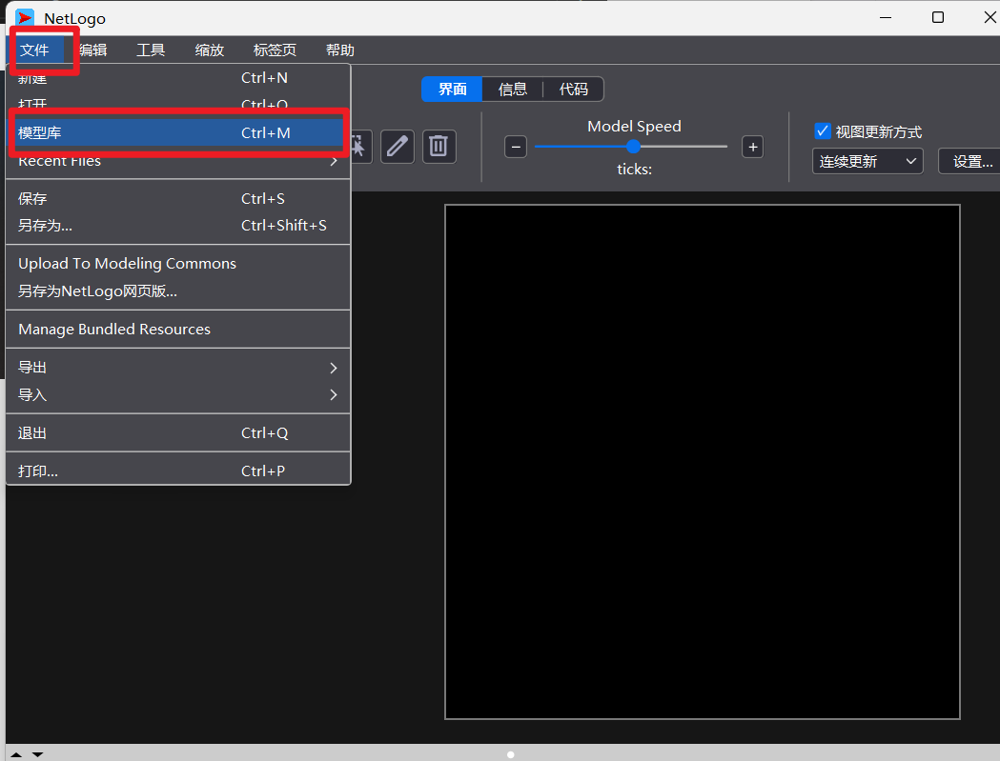 NetLogo
文件 编辑 工具 缩放 标签页 帮助
新建 Ctrl+N
打开 Ctrl+O
模型库 Ctrl+M
Recent Files
保存 Ctrl+S
另存为... Ctrl+Shift+S
Upload To Modeling Commons
另存为NetLogo网页版...
Manage Bundled Resources
导出
导入
退出 Ctrl+Q
打印... Ctrl+P
界面 信息 代码
Model Speed
ticks:
视图更新方式
连续更新 设置...